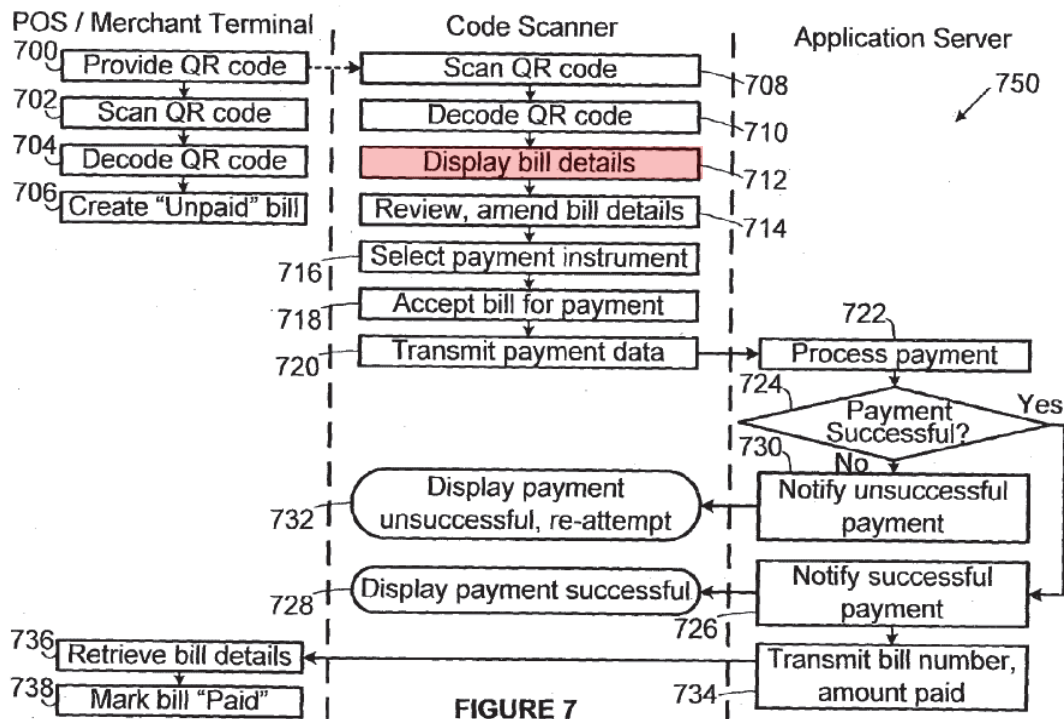 POS / Merchant Terminal
Code Scanner
Application Server
700
Provide QR code
Scan QR code
708
750
702
Scan QR code
Decode QR code
710
704
Decode QR code
Display bill details
712
706
Create “Unpaid” bill
Review, amend bill details
714
716
Select payment instrument
718
Accept bill for payment
722
720
Transmit payment data
Process payment
724
Payment
Successful?
Yes
730
No
Display payment
unsuccessful, re-attempt
732
Notify unsuccessful
payment
Display payment successful
728
Notify successful
payment
726
736
Retrieve bill details
Transmit bill number,
amount paid
734
738
Mark bill “Paid”
FIGURE 7